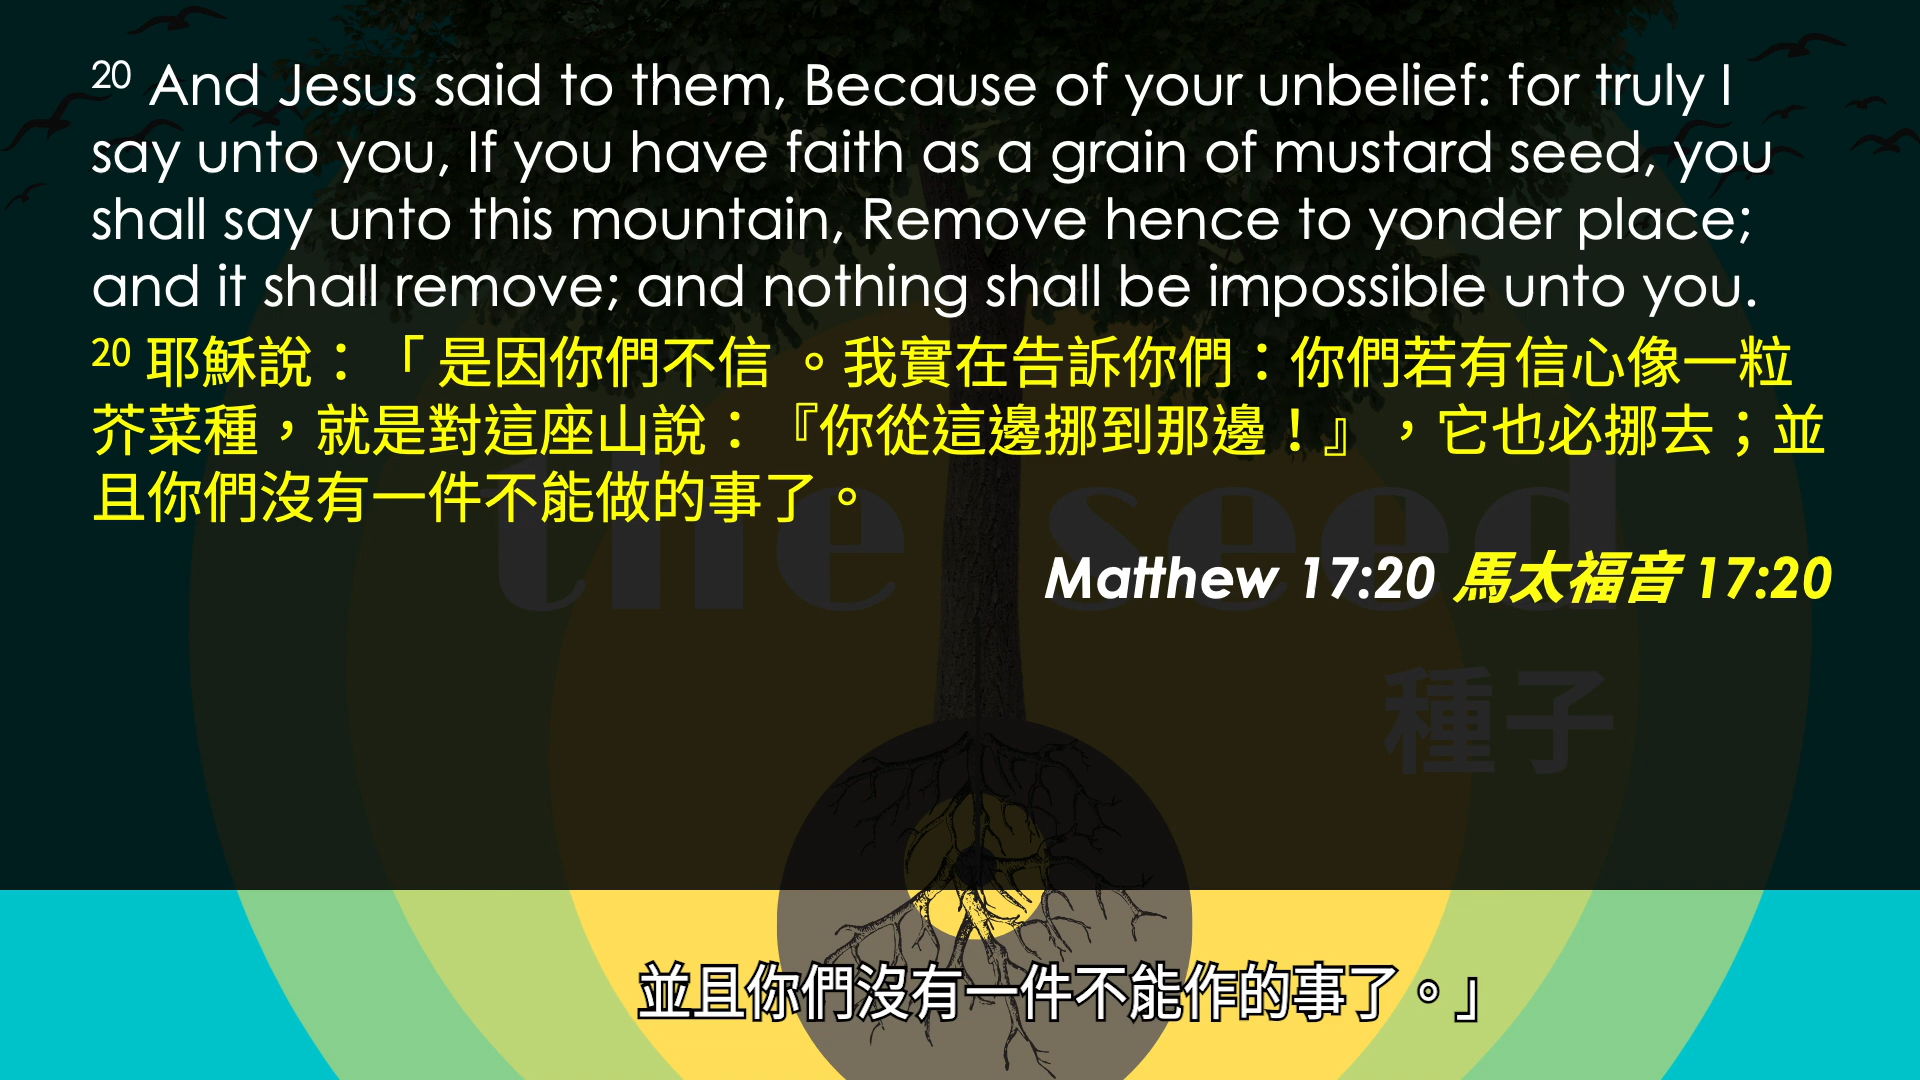 20 And Jesus said to them, Because of your unbelief: for truly I
say unto you, If you have faith as a grain of mustard seed, you
shall say unto this mountain, Remove hence to yonder place;
and it shall remove; and nothing shall be impossible unto you.
20 耶穌說：「 是因你們不信 。我實在告訴你們：你們若有信心像一粒
芥菜種，就是對這座山說：『你從這邊挪到那邊！』，它也必挪去；並
且你們沒有一件不能做的事了。
the seed
Matthew 17:20 馬太福音 17:20
種子
並且你們沒有一件不能作的事了。」